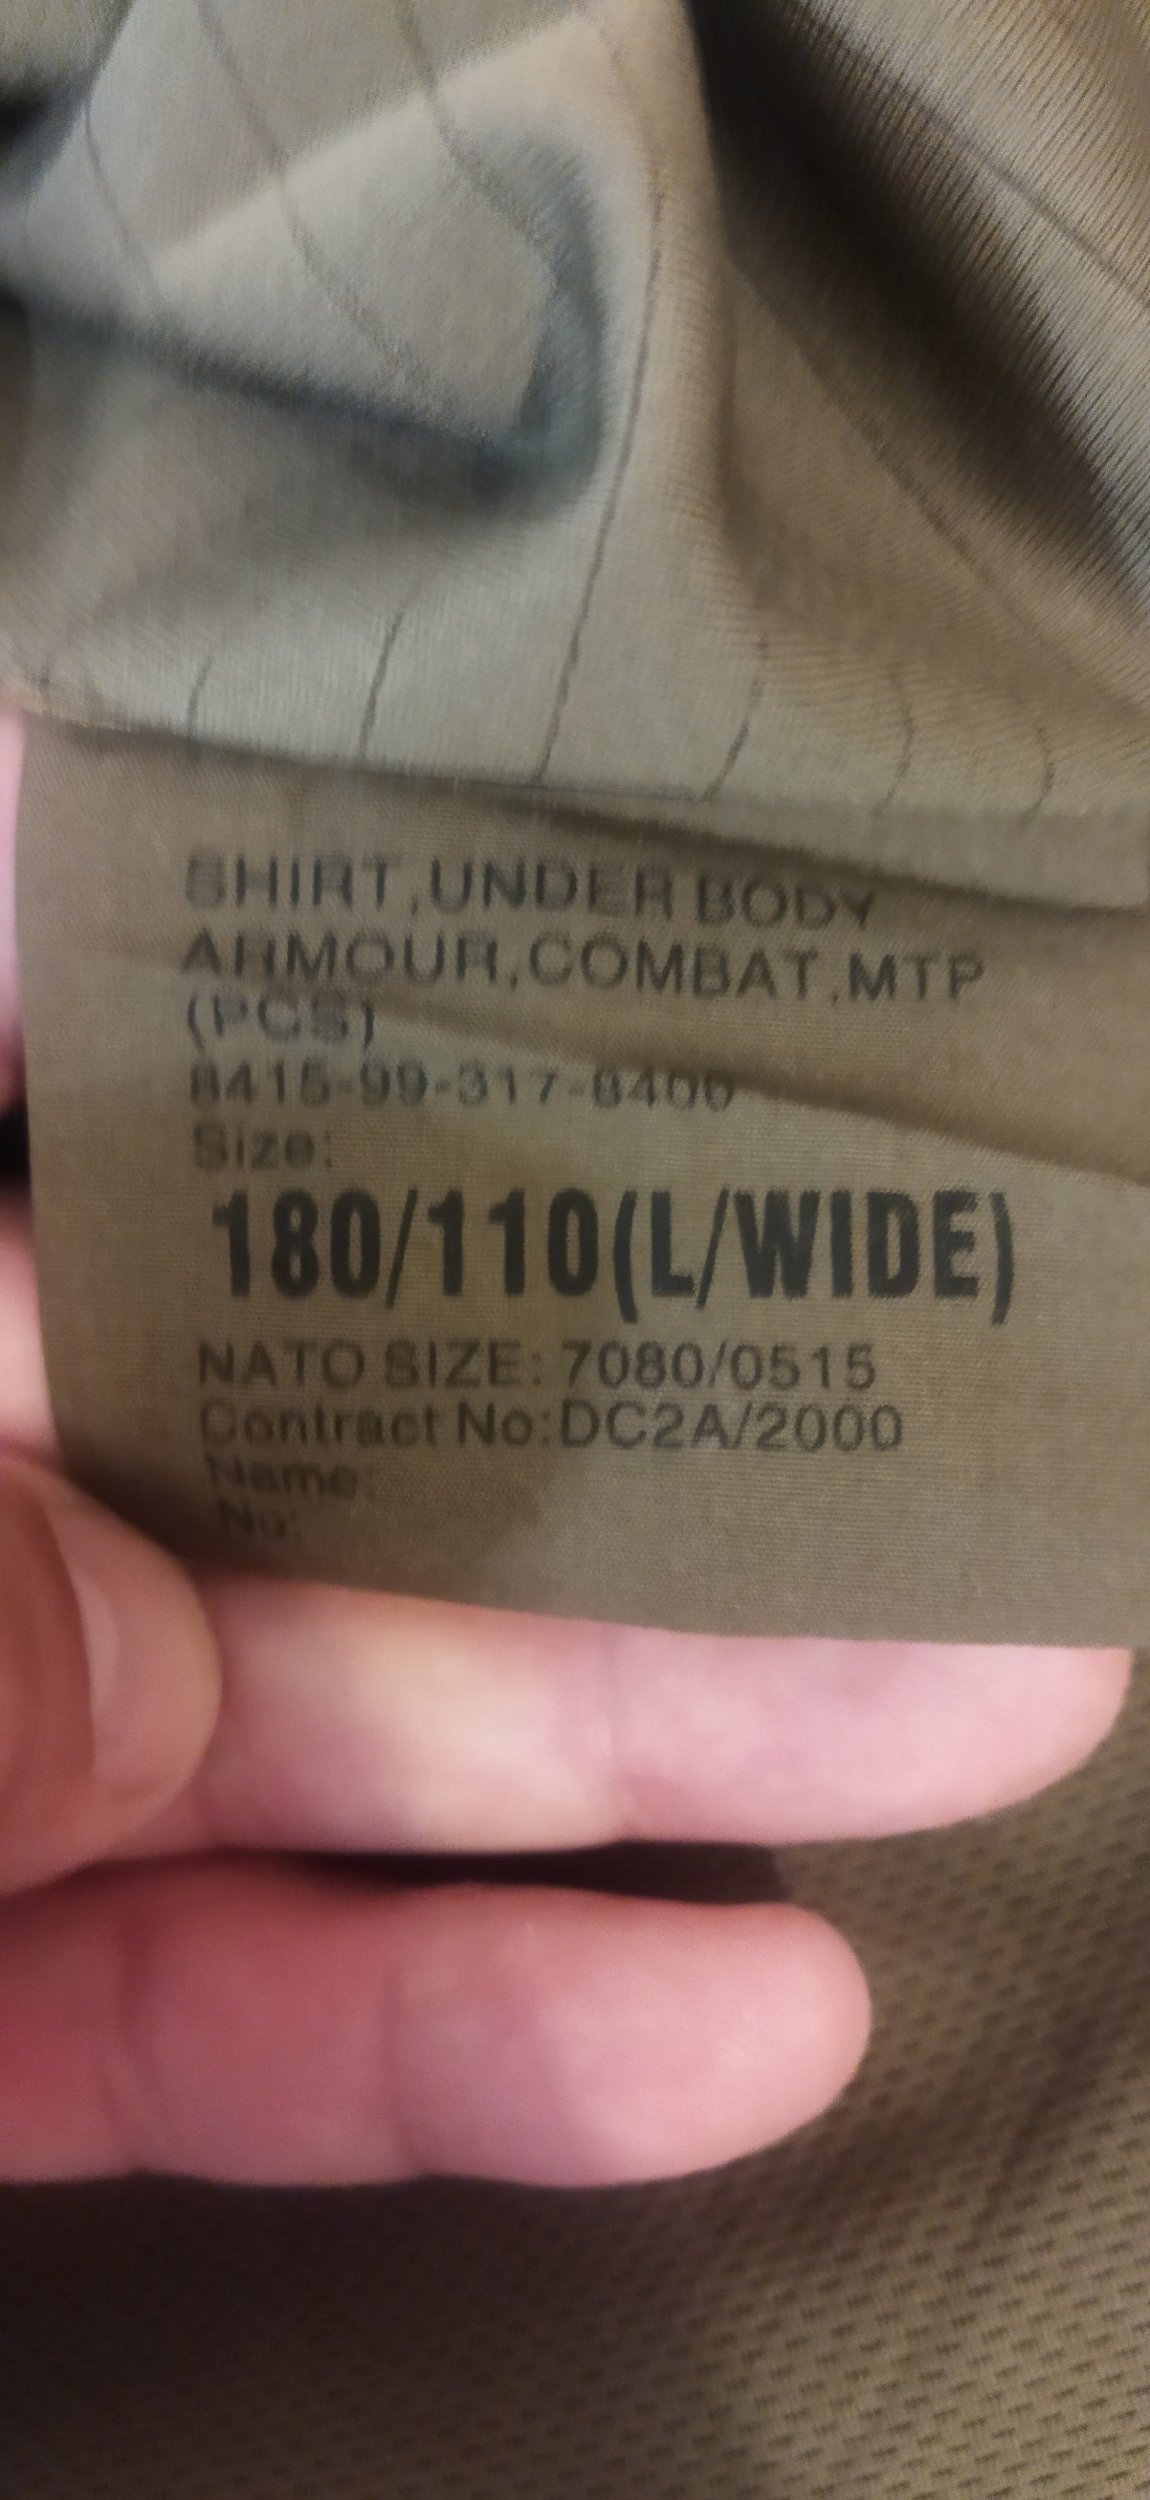 SHIRT,UNDER BODY
ARMOUR,COMBAT,MTP
(PCS)
8415-99-317-8400
Size:
180/110(L/WIDE)
NATO SIZE: 7080/0515
Contract No:DC2A/2000
Name:
No: